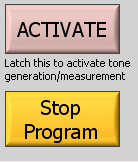 ACTIVATE
Latch this to activate tone
generation/measurement
Stop
Program